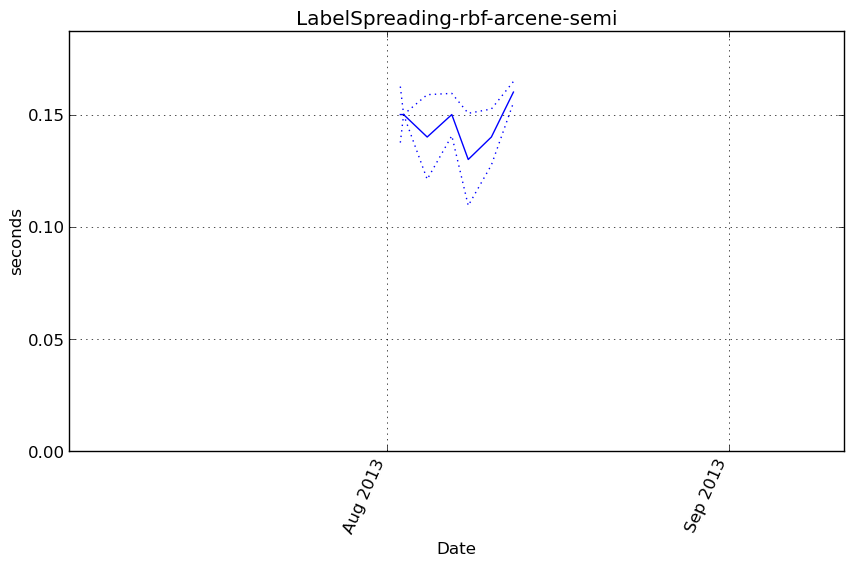 LabelSpreading-rbf-arcene-semi
seconds
0.15
0.10
0.05
0.00
Aug 2013
Sep 2013
Date